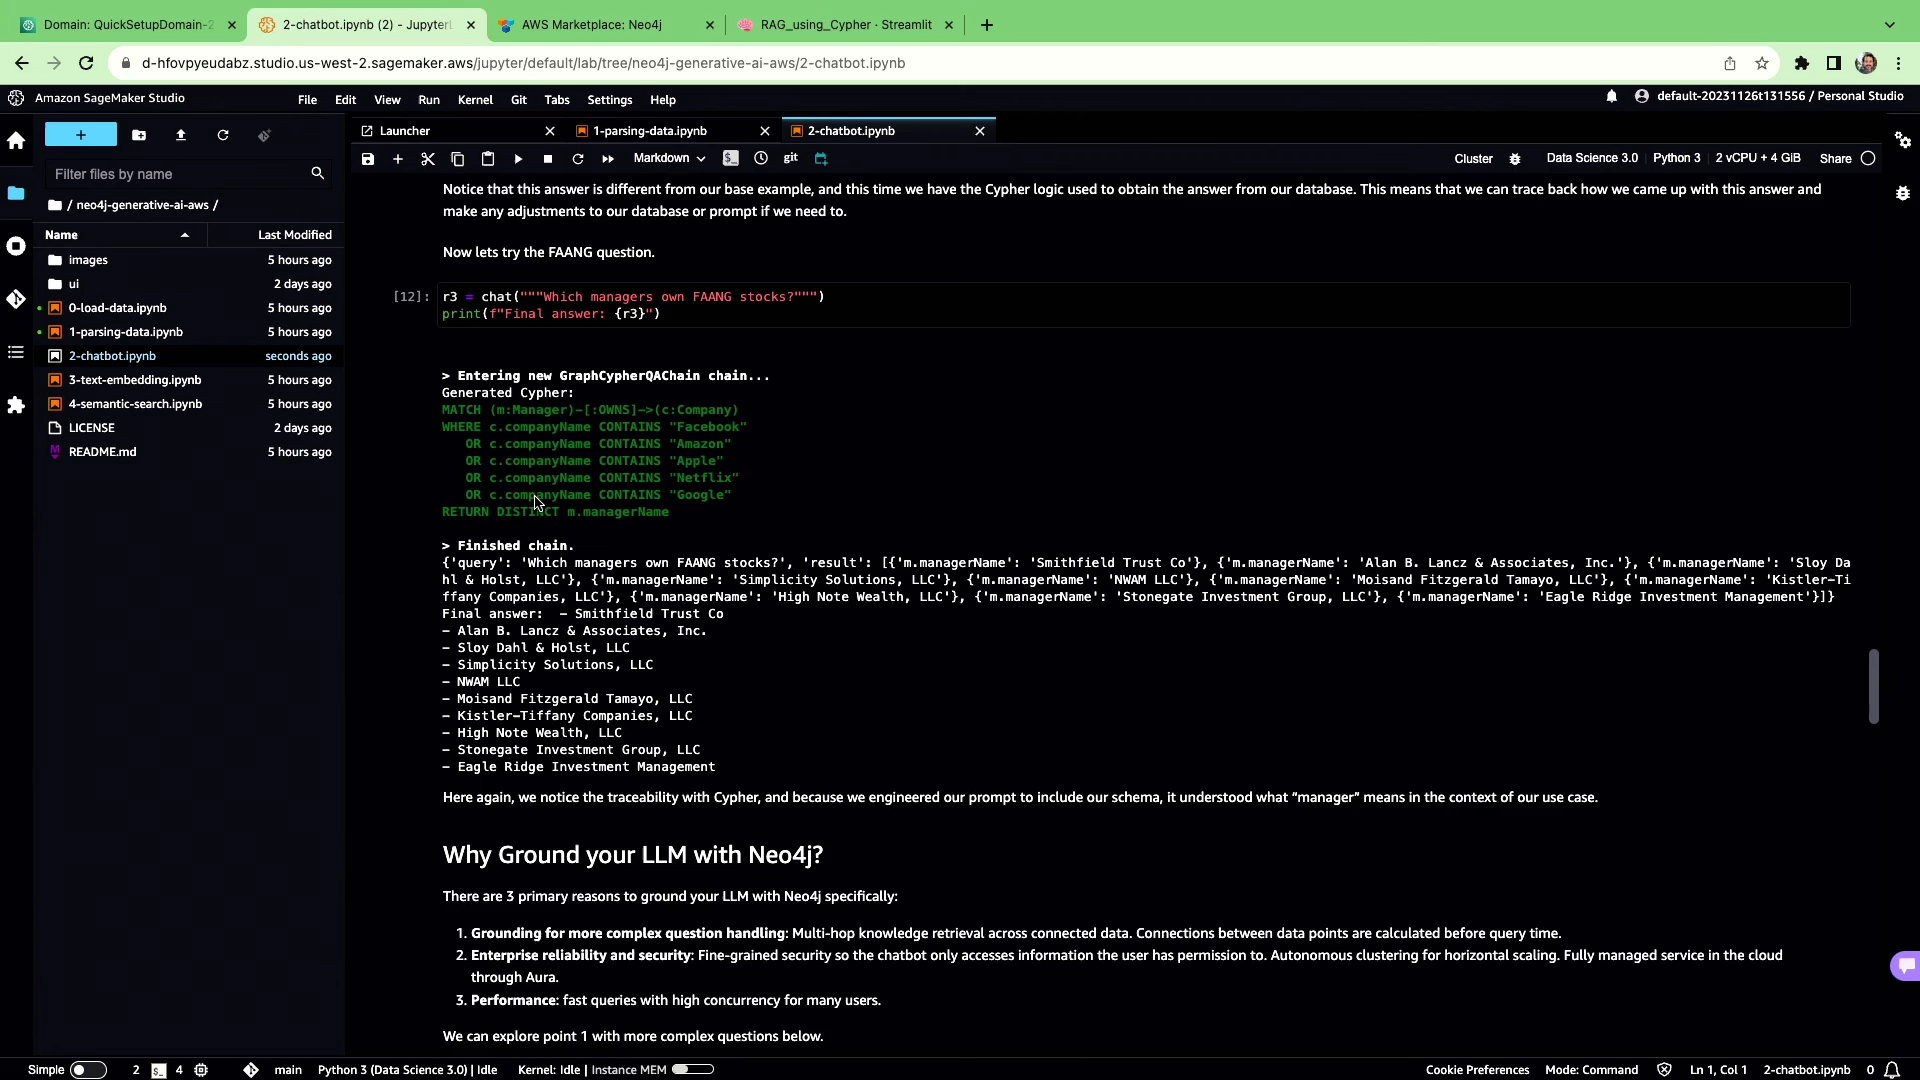 Domain: QuickSetupDomain-2
2-chatbot.ipynb (2) - JupyterL
AWS Marketplace: Neo4j
RAG_using_Cypher · Streamlit
d-hfovpyeudabz.studio.us-west-2.sagemaker.aws/jupyter/default/lab/tree/neo4j-generative-ai-aws/2-chatbot.ipynb
Amazon SageMaker Studio
File Edit View Run Kernel Git Tabs Settings Help
default-20231126t131556 / Personal Studio
Launcher
1-parsing-data.ipynb
2-chatbot.ipynb
Markdown
git
Cluster
Data Science 3.0
Python 3
2 vCPU + 4 GiB
Share
Filter files by name
/ neo4j-generative-ai-aws /
Name Last Modified
images 5 hours ago
ui 2 days ago
0-load-data.ipynb 5 hours ago
1-parsing-data.ipynb 5 hours ago
2-chatbot.ipynb seconds ago
3-text-embedding.ipynb 5 hours ago
4-semantic-search.ipynb 5 hours ago
LICENSE 2 days ago
README.md 5 hours ago
Notice that this answer is different from our base example, and this time we have the Cypher logic used to obtain the answer from our database. This means that we can trace back how we came up with this answer and
make any adjustments to our database or prompt if we need to.
Now lets try the FAANG question.
[12]: r3 = chat("""Which managers own FAANG stocks?""")
print(f"Final answer: {r3}")
> Entering new GraphCypherQAChain chain...
Generated Cypher:
MATCH (m:Manager)-[:OWNS]->(c:Company)
WHERE c.companyName CONTAINS "Facebook"
OR c.companyName CONTAINS "Amazon"
OR c.companyName CONTAINS "Apple"
OR c.companyName CONTAINS "Netflix"
OR c.companyName CONTAINS "Google"
RETURN DISTINCT m.managerName
> Finished chain.
{'query': 'Which managers own FAANG stocks?', 'result': [{'m.managerName': 'Smithfield Trust Co'}, {'m.managerName': 'Alan B. Lancz & Associates, Inc.'}, {'m.managerName': 'Sloy Da
hl & Holst, LLC'}, {'m.managerName': 'Simplicity Solutions, LLC'}, {'m.managerName': 'NWAM LLC'}, {'m.managerName': 'Moisand Fitzgerald Tamayo, LLC'}, {'m.managerName': 'Kistler-Ti
ffany Companies, LLC'}, {'m.managerName': 'High Note Wealth, LLC'}, {'m.managerName': 'Stonegate Investment Group, LLC'}, {'m.managerName': 'Eagle Ridge Investment Management'}]}
Final answer:  - Smithfield Trust Co
- Alan B. Lancz & Associates, Inc.
- Sloy Dahl & Holst, LLC
- Simplicity Solutions, LLC
- NWAM LLC
- Moisand Fitzgerald Tamayo, LLC
- Kistler-Tiffany Companies, LLC
- High Note Wealth, LLC
- Stonegate Investment Group, LLC
- Eagle Ridge Investment Management
Here again, we notice the traceability with Cypher, and because we engineered our prompt to include our schema, it understood what “manager” means in the context of our use case.
Why Ground your LLM with Neo4j?
There are 3 primary reasons to ground your LLM with Neo4j specifically:
1. Grounding for more complex question handling: Multi-hop knowledge retrieval across connected data. Connections between data points are calculated before query time.
2. Enterprise reliability and security: Fine-grained security so the chatbot only accesses information the user has permission to. Autonomous clustering for horizontal scaling. Fully managed service in the cloud
through Aura.
3. Performance: fast queries with high concurrency for many users.
We can explore point 1 with more complex questions below.
Simple 2 4 main Python 3 (Data Science 3.0) | Idle Kernel: Idle | Instance MEM Cookie Preferences Mode: Command Ln 1, Col 1 2-chatbot.ipynb 0